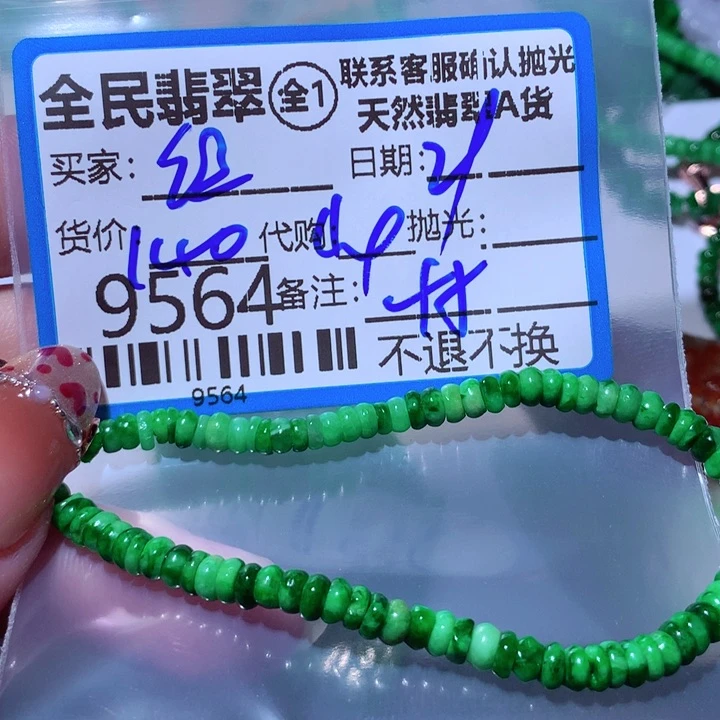 全民翡翠 全1 联系客服确认抛光
天然翡翠A货
买家: 日期: 21
货价 140 代购 抛光:
9564 备注:
不退不换
9564